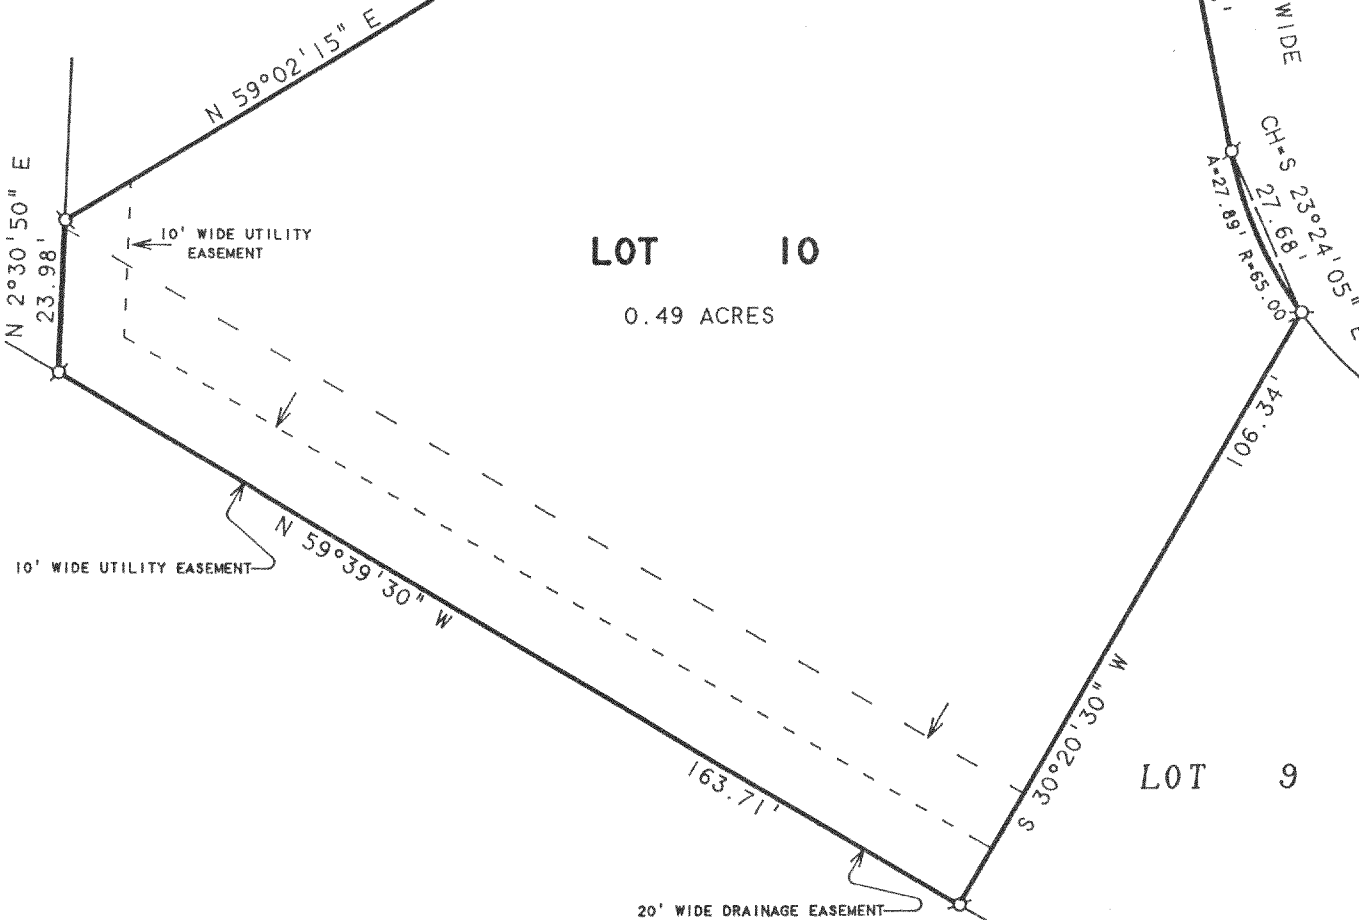 N 59°02'15" E
WIDE
CH=S 23°24'05" E
27.68'
A=27.89' R=65.00
N 2°30'50" E
23.98'
10' WIDE UTILITY
EASEMENT
LOT 10
0.49 ACRES
106.34'
10' WIDE UTILITY EASEMENT
N 59°39'30" W
163.71'
S 30°20'30" W
LOT 9
20' WIDE DRAINAGE EASEMENT